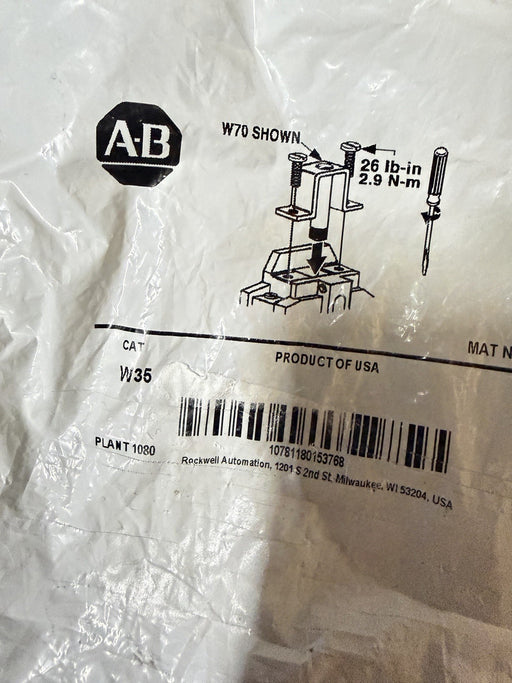 A-B
W70 SHOWN
26 lb-in
2.9 N-m
CAT
PRODUCT OF USA
MAT N
W35
PLANT 1080
10781180153768
Rockwell Automation, 1201 S 2nd St. Milwaukee, WI 53204, USA